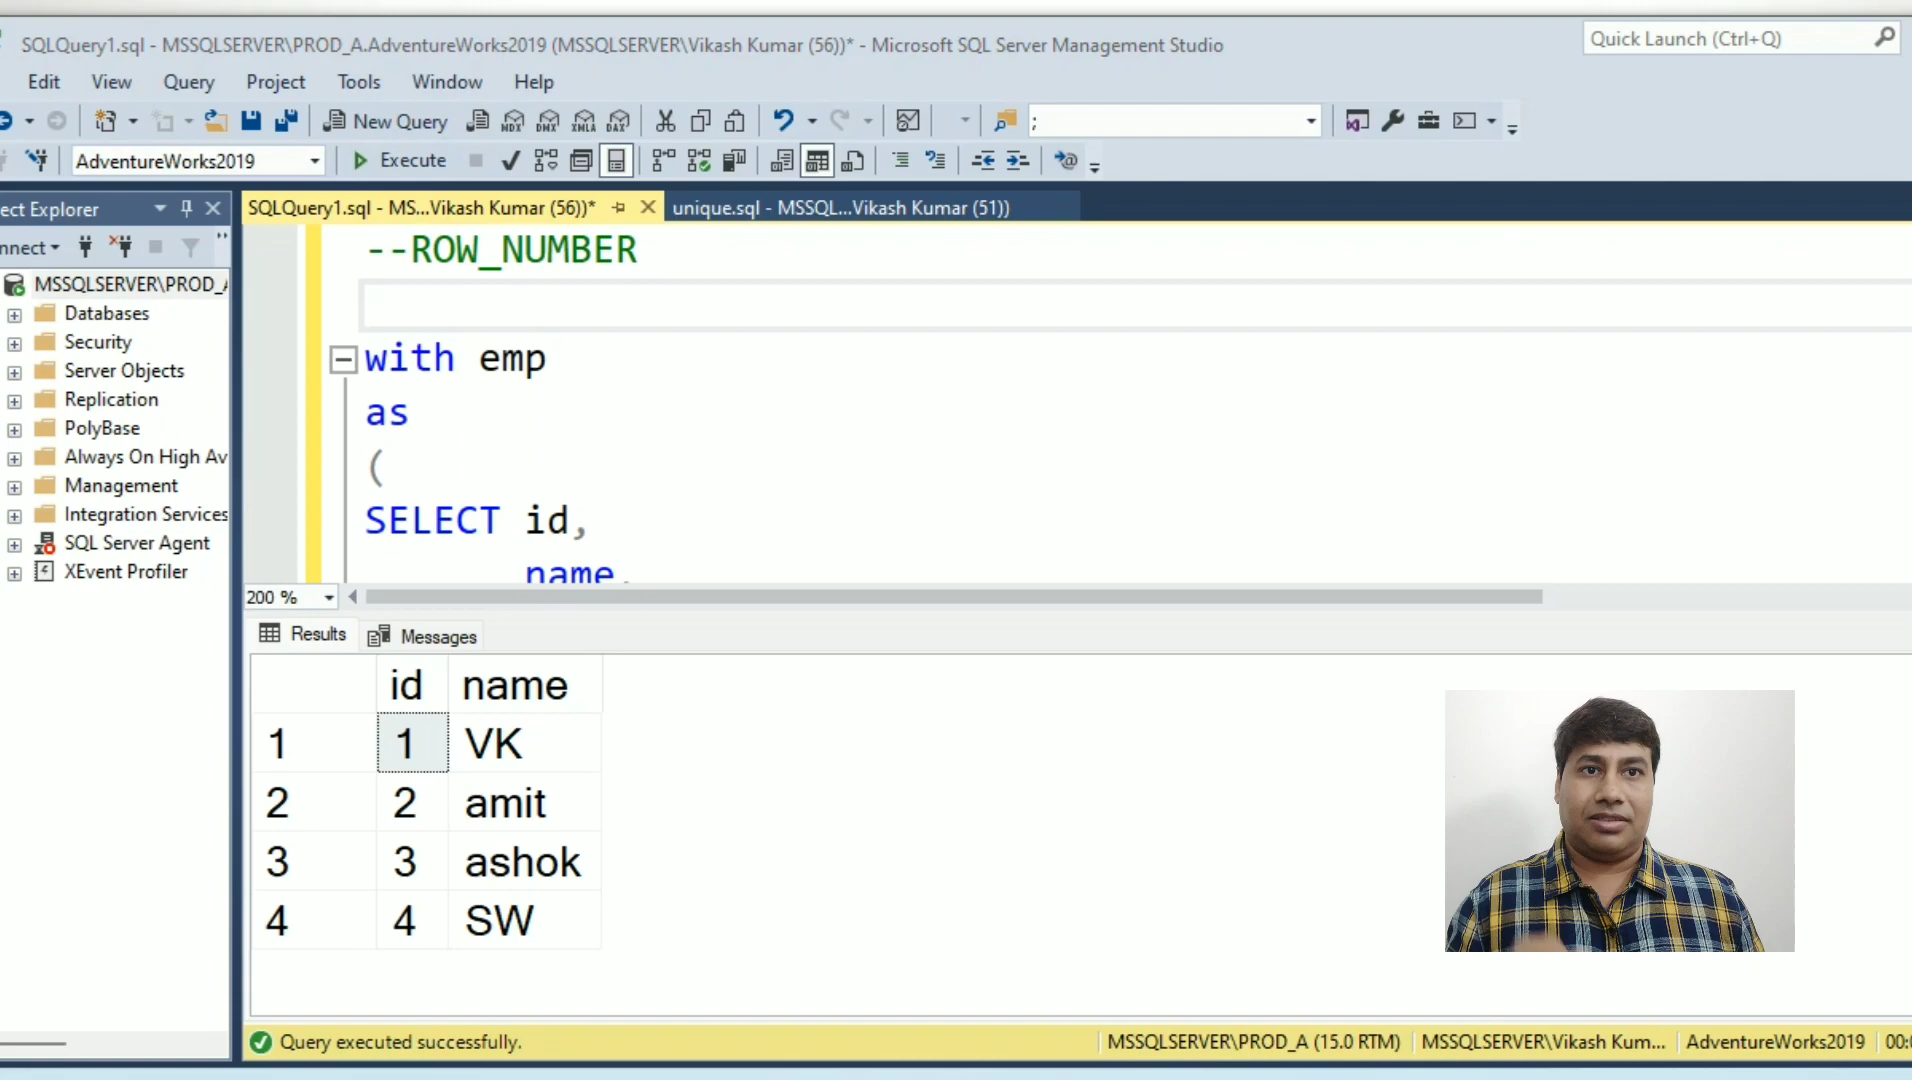 SQLQuery1.sql - MSSQLSERVER\PROD_A.AdventureWorks2019 (MSSQLSERVER\Vikash Kumar (56))* - Microsoft SQL Server Management Studio
Quick Launch (Ctrl+Q)
Edit View Query Project Tools Window Help
New Query MDX DMX XMLA DAX ;
AdventureWorks2019 Execute
ect Explorer
SQLQuery1.sql - MS...Vikash Kumar (56))*
unique.sql - MSSQL...Vikash Kumar (51))
nnect
MSSQLSERVER\PROD_A
Databases
Security
Server Objects
Replication
PolyBase
Always On High Av
Management
Integration Services
SQL Server Agent
XEvent Profiler
--ROW_NUMBER
with emp
as
(
SELECT id,
name,
200 %
Results Messages
id name
1 1 VK
2 2 amit
3 3 ashok
4 4 SW
Query executed successfully.
MSSQLSERVER\PROD_A (15.0 RTM)
MSSQLSERVER\Vikash Kum...
AdventureWorks2019